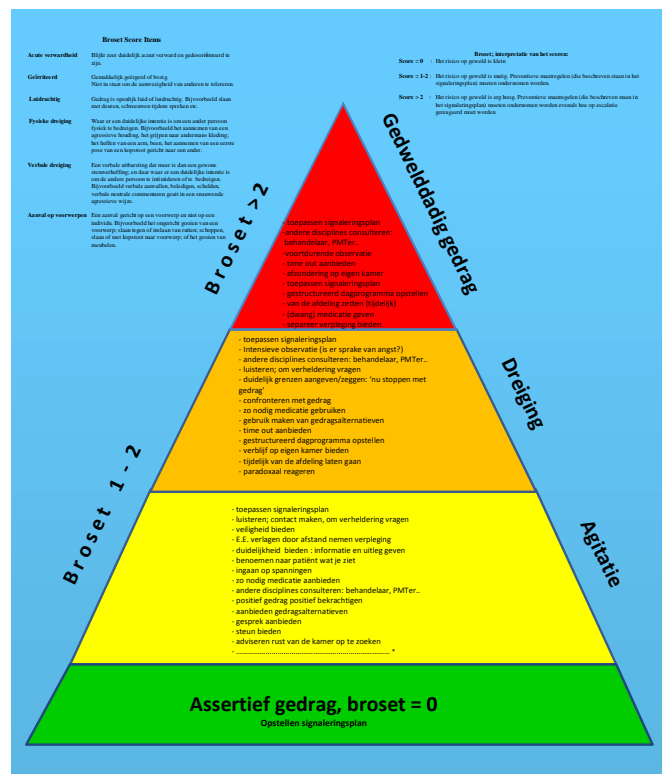 Broset Score Items
Acute verwardheid Blijkt zeer duidelijk acuut verward en gedesoriënteerd te
zijn.
Geïrriteerd Gemakkelijk geërgerd of boezig.
Niet in staat om de aanwezigheid van anderen te tolereren.
Luidruchtig Gedrag is openlijk luid of luidruchtig. Bijvoorbeeld slaan
met deuren, schreeuwen tijdens spreken etc.
Fysieke dreiging Waar er een duidelijke intentie is om een ander persoon
fysiek te bedreigen. Bijvoorbeeld het aannemen van een
agressieve houding, het grijpen naar andermans kleding;
het heffen van een arm, been, het aannemen van een eerste
pose van een kopstoot gericht naar een ander.
Verbale dreiging Een verbale uitbarsting dat meer is dan een gewone
stemverheffing; en daar waar er een duidelijke intentie is
om de andere persoon te intimideren of te bedreigen.
Bijvoorbeeld verbale aanvallen, beledigen, schelden,
verbale neutrale commentaren geuit in een snauwende
agressieve wijze.
Aanval op voorwerpen Een aanval gericht op een voorwerp en niet op een
individu. Bijvoorbeeld het ongericht gooien van een
voorwerp; slaan tegen of inslaan van ruiten; schoppen,
slaan of met kopstoot naar voorwerp; of het gooien van
meubelen.
Broset; interpretatie van het scoren:
Score = 0 : Het risico op geweld is klein
Score = 1-2 : Het risico op geweld is matig. Preventieve maatregelen (die beschreven staan in het
signaleringsplan) moeten ondernomen worden.
Score > 2 : Het risico op geweld is erg hoog. Preventieve maatregelen (die beschreven staan in
het signaleringsplan) moeten ondernomen worden evenals hoe op escalatie
gereageerd moet worden
Broset >2
Gedwelddadig gedrag
- toepassen signaleringsplan
-andere disciplines consulteren:
behandelaar, PMTer..
-voortdurende observatie
- time out aanbieden
- afzondering op eigen kamer
- toepassen signaleringsplan
- gestructureerd dagprogramma opstellen
- van de afdeling zetten (tijdelijk)
- (dwang) medicatie geven
- separeer verpleging bieden
Dreiging
- toepassen signaleringsplan
- Intensieve observatie (is er sprake van angst?)
- andere disciplines consulteren: behandelaar, PMTer..
- luisteren; om verheldering vragen
- duidelijk grenzen aangeven/zeggen: 'nu stoppen met
gedrag'
- confronteren met gedrag
- zo nodig medicatie gebruiken
- gebruik maken van gedragsalternatieven
- time out aanbieden
- gestructureerd dagprogramma opstellen
- verblijf op eigen kamer bieden
- tijdelijk van de afdeling laten gaan
- paradoxaal reageren
Broset 1 - 2
Agitatie
- toepassen signaleringsplan
- luisteren; contact maken, om verheldering vragen
- veiligheid bieden
- E.E. verlagen door afstand nemen verpleging
- duidelijkheid bieden : informatie en uitleg geven
- benoemen naar patiënt wat je ziet
- ingaan op spanningen
- zo nodig medicatie aanbieden
- andere disciplines consulteren: behandelaar, PMTer..
- positief gedrag positief bekrachtigen
- aanbieden gedragsalternatieven
- gesprek aanbieden
- steun bieden
- adviseren rust van de kamer op te zoeken
- ........................................................................ *
Assertief gedrag, broset = 0
Opstellen signaleringsplan